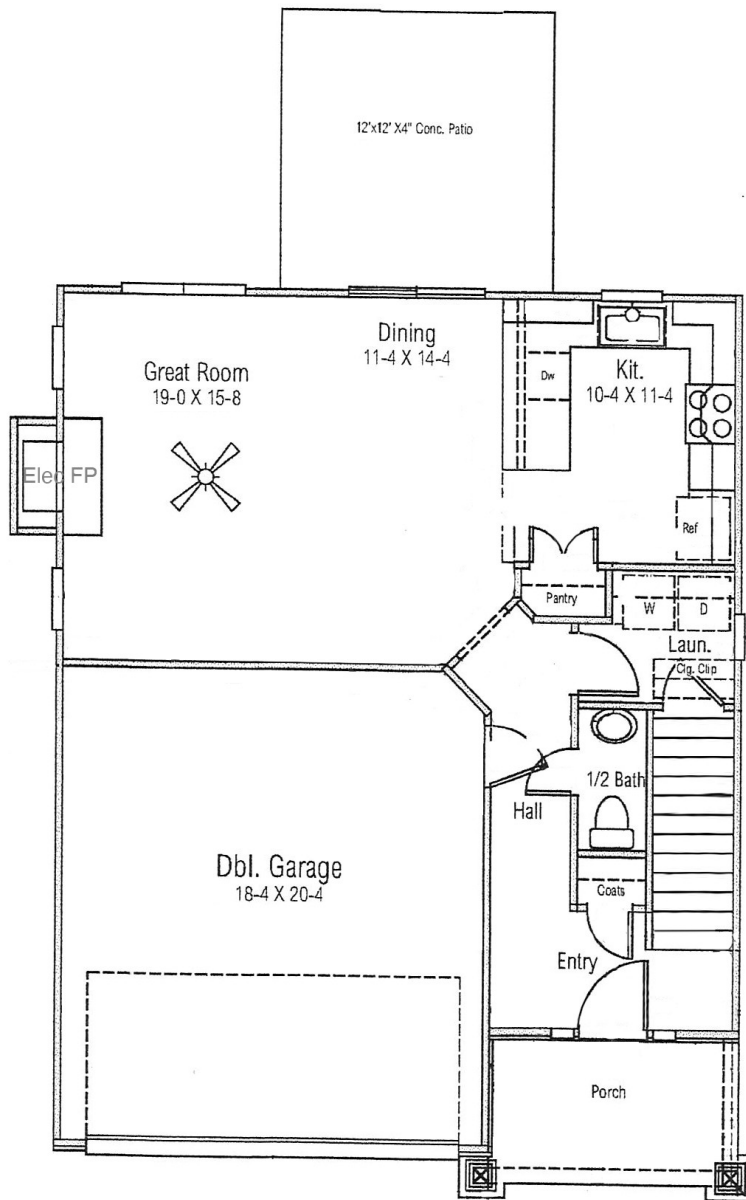 12'x12' X4" Conc. Patio
Dining
11-4 X 14-4
Great Room
19-0 X 15-8
Kit.
10-4 X 11-4
Dw
Elec FP
Ref
Pantry
W
D
Laun.
Clg. Clip
1/2 Bath
Hall
Dbl. Garage
18-4 X 20-4
Coats
Entry
Porch